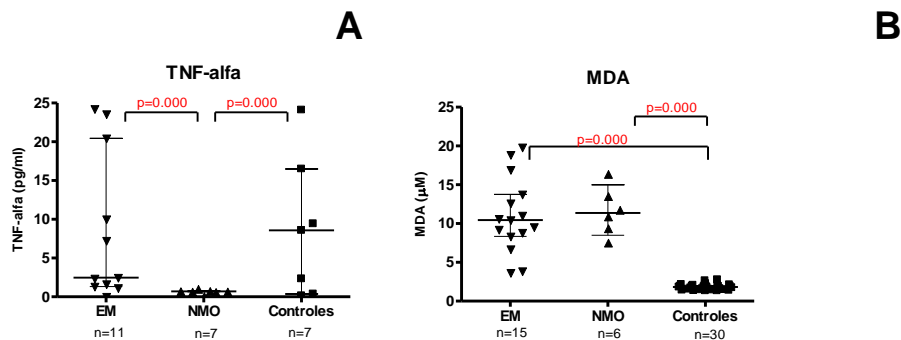 A
TNF-alfa
p=0.000
p=0.000
TNF-alfa (pg/ml)
25
20
15
10
5
0
EM
NMO
Controles
n=11
n=7
n=7
B
MDA
p=0.000
p=0.000
MDA (µM)
25
20
15
10
5
0
EM
NMO
Controles
n=15
n=6
n=30